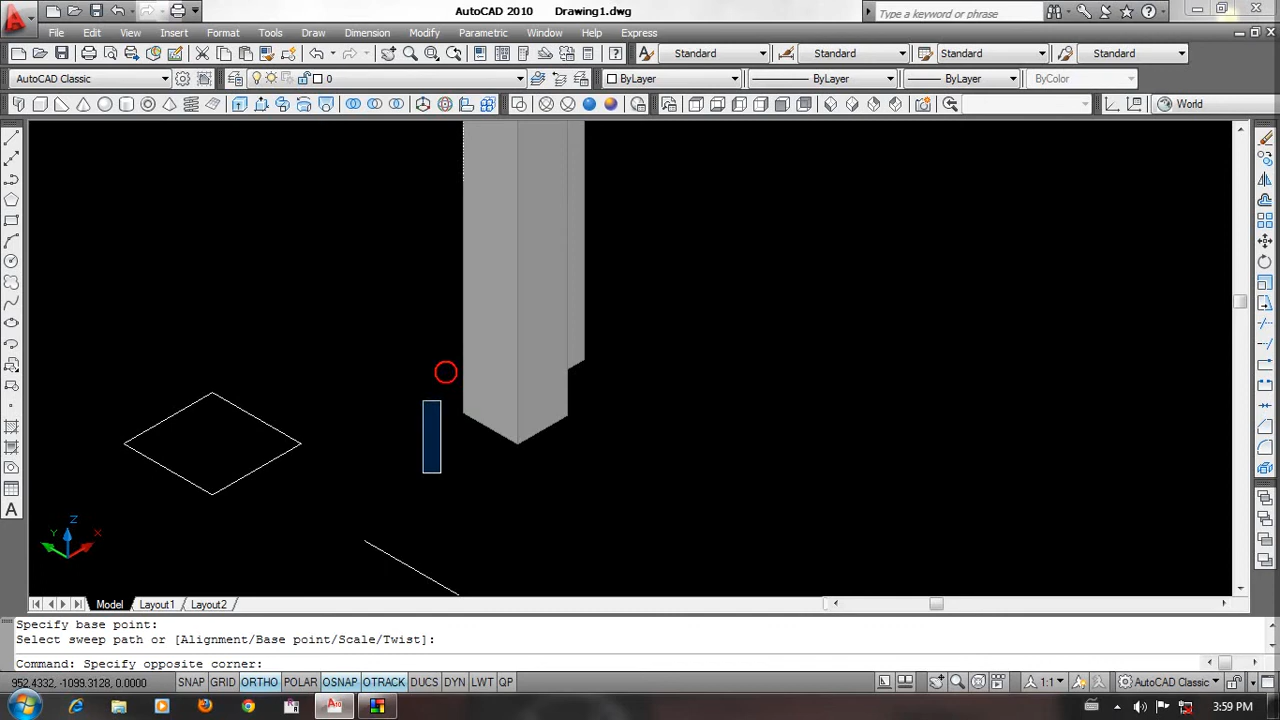 AutoCAD 2010 Drawing1.dwg
Type a keyword or phrase
File Edit View Insert Format Tools Draw Dimension Modify Parametric Window Help Express
Standard Standard Standard Standard
AutoCAD Classic 0 ByLayer ByLayer ByLayer ByColor
World
Z
Y X
Model Layout1 Layout2
Specify base point:
Select sweep path or [Alignment/Base point/Scale/Twist]:
Command: Specify opposite corner:
952.4332, -1099.3128, 0.0000 SNAP GRID ORTHO POLAR OSNAP OTRACK DUCS DYN LWT QP 1:1 AutoCAD Classic
3:59 PM